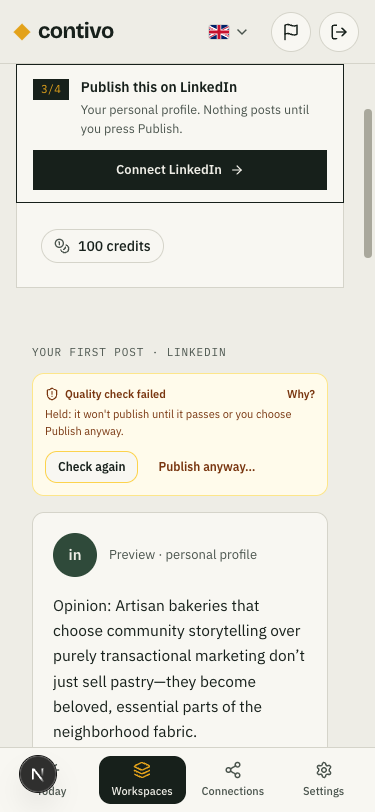 contivo
3/4
Publish this on LinkedIn
Your personal profile. Nothing posts until
you press Publish.
Connect LinkedIn →
100 credits
YOUR FIRST POST · LINKEDIN
Quality check failed
Why?
Held: it won't publish until it passes or you choose
Publish anyway.
Check again
Publish anyway...
in
Preview · personal profile
Opinion: Artisan bakeries that
choose community storytelling over
purely transactional marketing don’t
just sell pastry—they become
beloved, essential parts of the
neighborhood fabric.
N
Workspaces
Connections
Settings